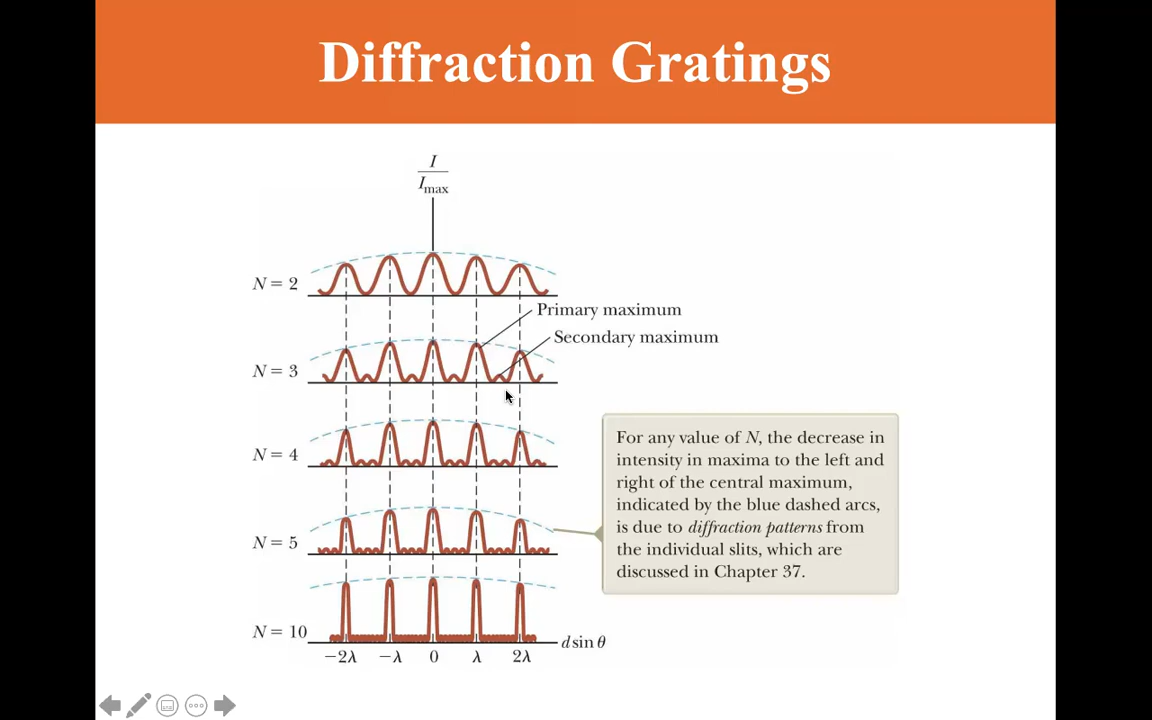 Diffraction Gratings
I
I max
N = 2
Primary maximum
Secondary maximum
N = 3
For any value of N, the decrease in
intensity in maxima to the left and
right of the central maximum,
indicated by the blue dashed arcs,
is due to diffraction patterns from
the individual slits, which are
discussed in Chapter 37.
N = 4
N = 5
N = 10
d sin θ
−2λ −λ 0 λ 2λ